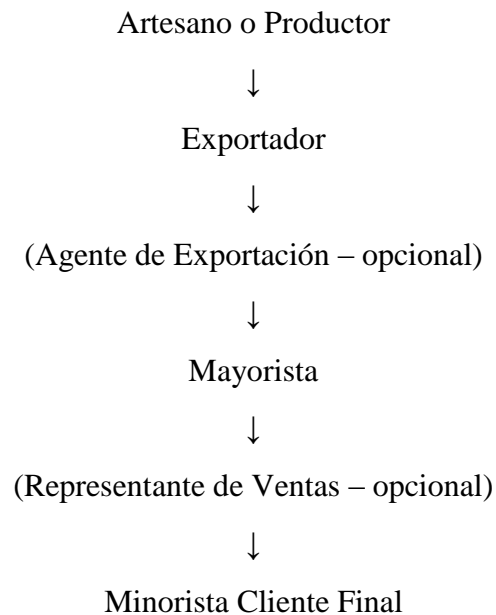 Artesano o Productor
↓
Exportador
↓
(Agente de Exportación – opcional)
↓
Mayorista
↓
(Representante de Ventas – opcional)
↓
Minorista Cliente Final